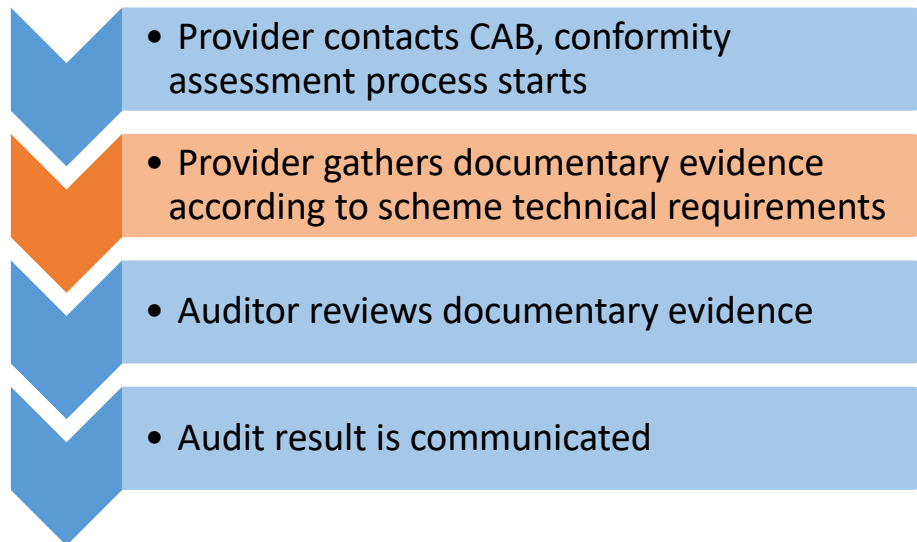 • Provider contacts CAB, conformity
assessment process starts
• Provider gathers documentary evidence
according to scheme technical requirements
• Auditor reviews documentary evidence
• Audit result is communicated